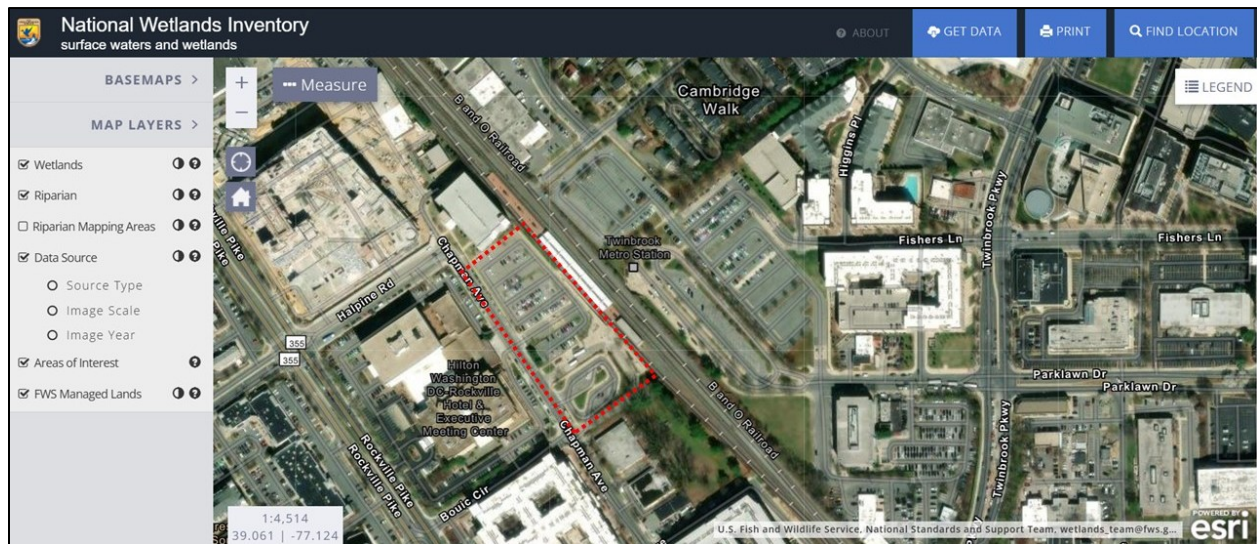 National Wetlands Inventory
surface waters and wetlands
ABOUT
GET DATA
PRINT
FIND LOCATION
BASEMAPS >
MAP LAYERS >
Wetlands
Riparian
Riparian Mapping Areas
Data Source
Source Type
Image Scale
Image Year
Areas of Interest
FWS Managed Lands
+
−
Measure
LEGEND
Cambridge
Walk
B and O Railroad
Higgins Pl
Twinbrook Pkwy
Fishers Ln
Fishers Ln
Twinbrook
Metro Station
Chapman Ave
Halpine Rd
Pike
Pike
355
355
Hilton
Washington
DC-Rockville
Hotel &
Executive
Meeting Center
Parklawn Dr
Parklawn Dr
B and O Railroad
Chapman Ave
Rockville Pike
Rockville Pike
Bouic Cir
Twinbrook Pkwy
1:4,514
39.061 | -77.124
U.S. Fish and Wildlife Service, National Standards and Support Team, wetlands_team@fws.g...
POWERED BY
esri